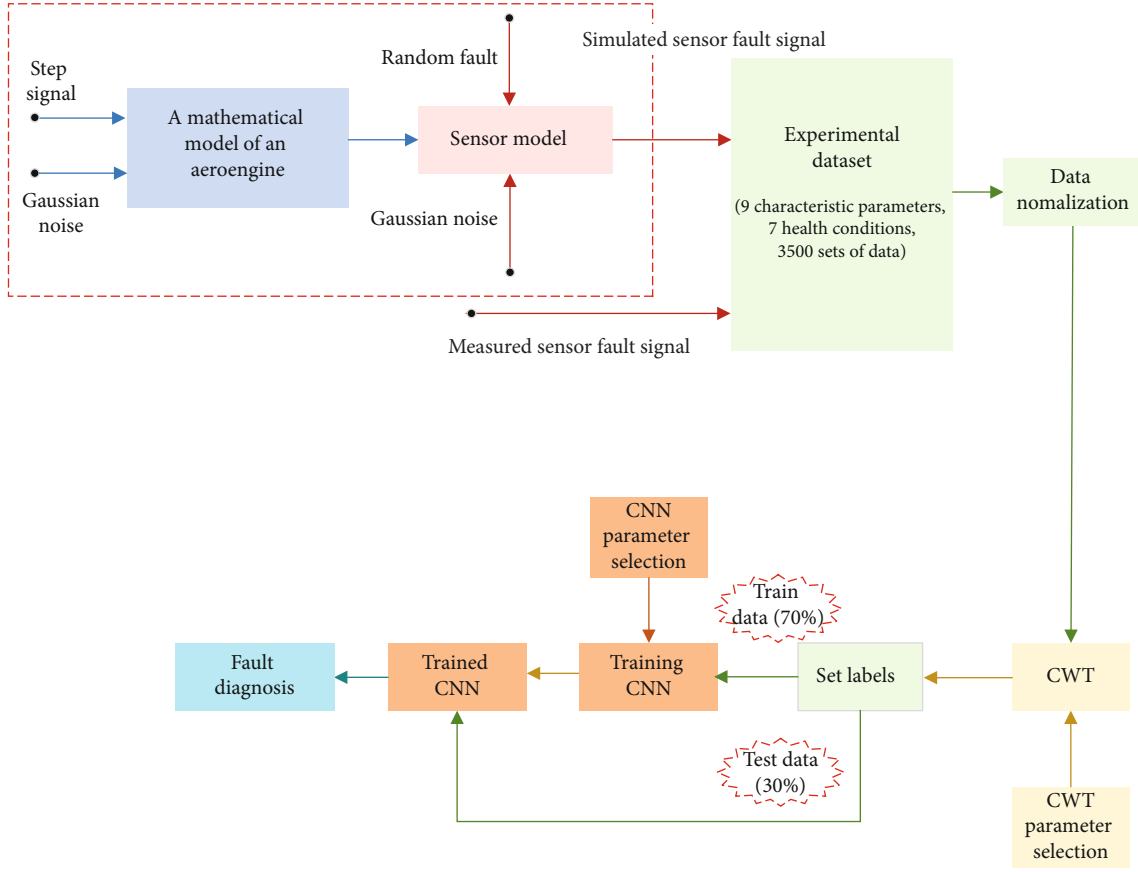 Step
signal
Gaussian
noise
A mathematical
model of an
aeroengine
Random fault
Sensor model
Gaussian noise
Simulated sensor fault signal
Measured sensor fault signal
Experimental
dataset
(9 characteristic parameters,
7 health conditions,
3500 sets of data)
Data
nomalization
CNN
parameter
selection
Train
data (70%)
Fault
diagnosis
Trained
CNN
Training
CNN
Set labels
CWT
Test data
(30%)
CWT
parameter
selection